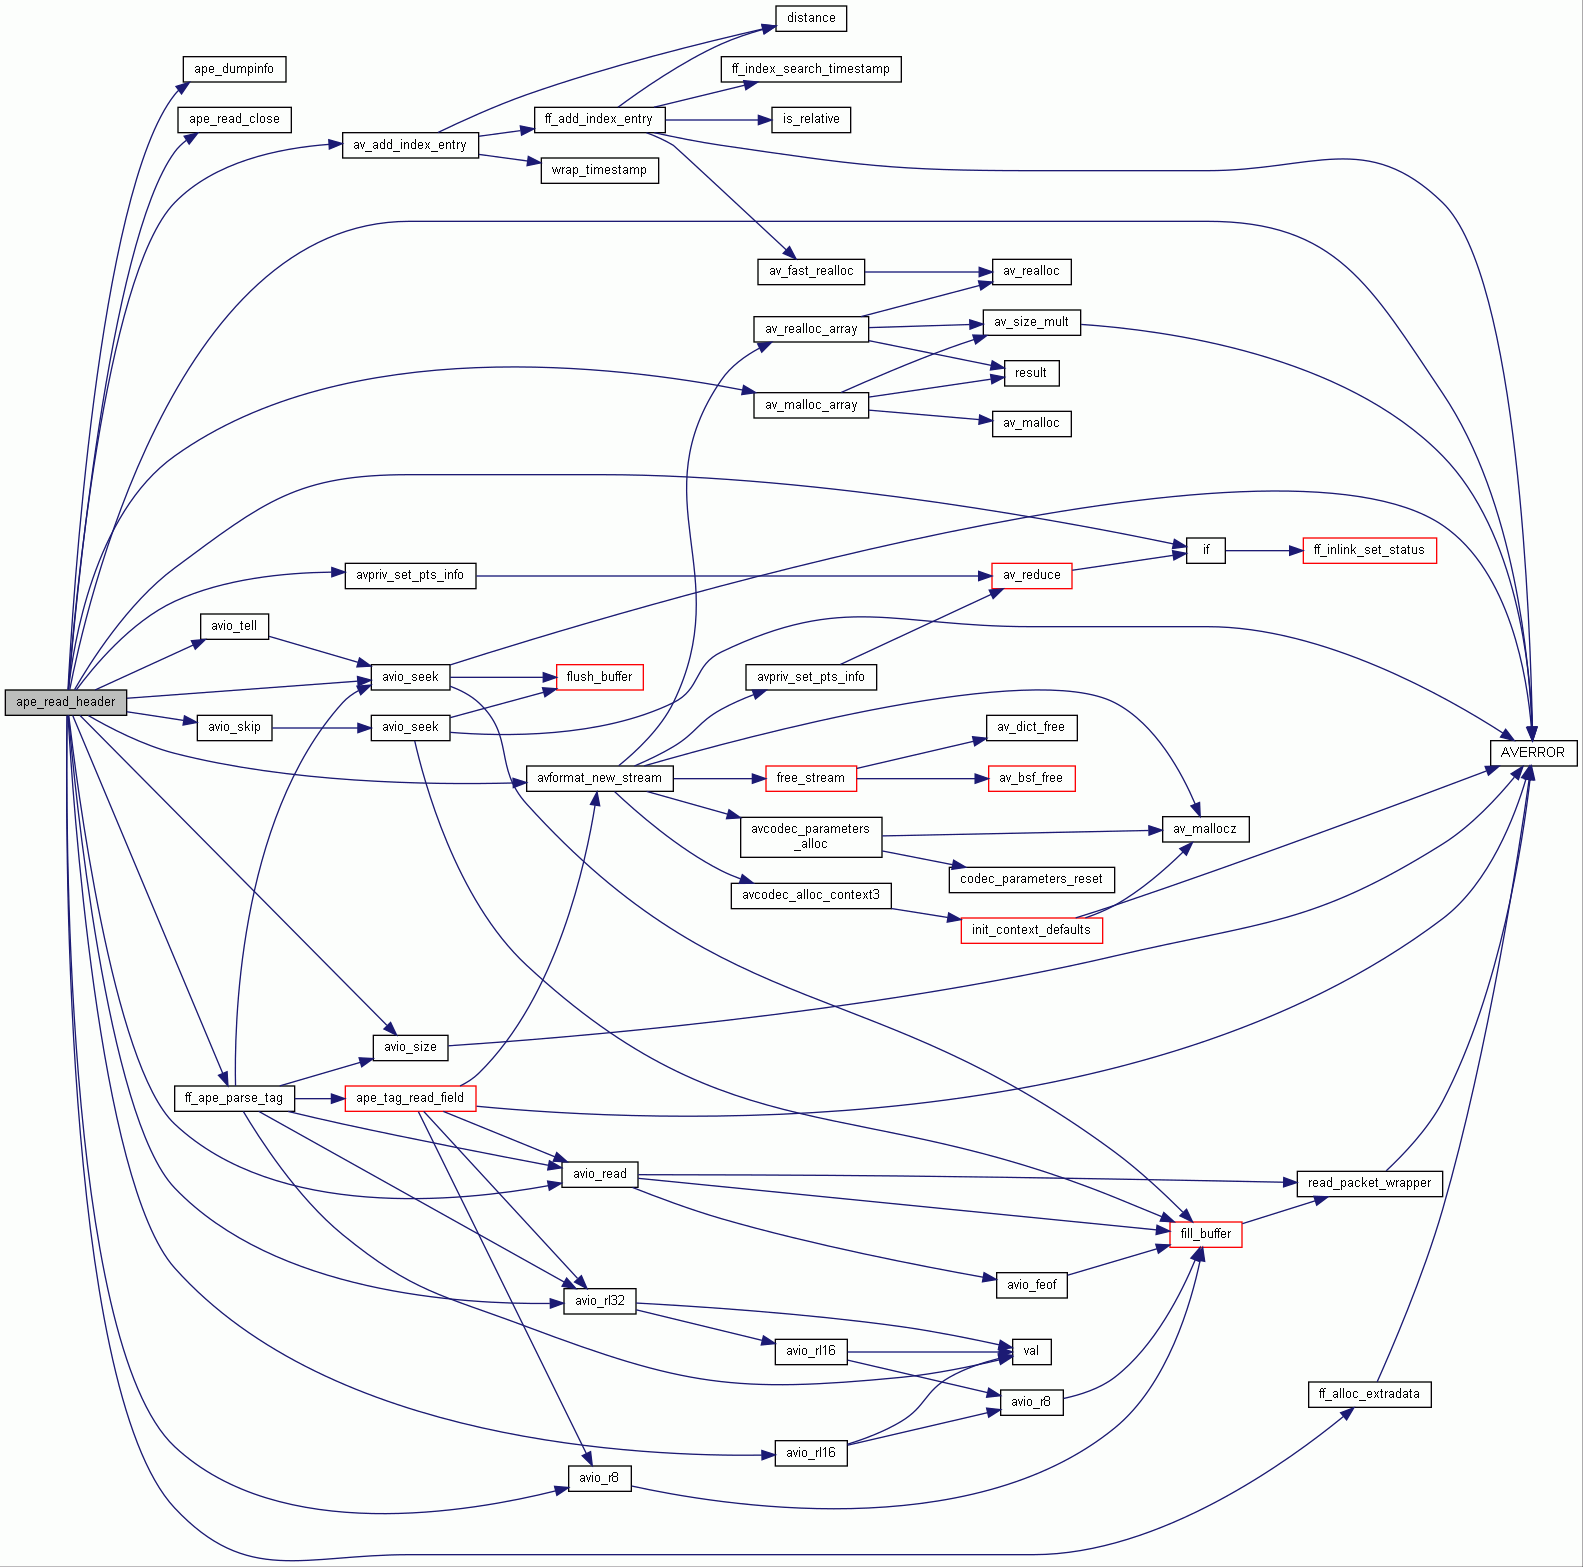 distance
ape_dumpinfo
ff_index_search_timestamp
ape_read_close
ff_add_index_entry
is_relative
av_add_index_entry
wrap_timestamp
av_fast_realloc
av_realloc
av_realloc_array
av_size_mult
result
av_malloc_array
av_malloc
if
ff_inlink_set_status
avpriv_set_pts_info
av_reduce
avio_tell
avio_seek
flush_buffer
avpriv_set_pts_info
ape_read_header
avio_skip
avio_seek
av_dict_free
AVERROR
avformat_new_stream
free_stream
av_bsf_free
avcodec_parameters
_alloc
av_mallocz
codec_parameters_reset
avcodec_alloc_context3
init_context_defaults
avio_size
ff_ape_parse_tag
ape_tag_read_field
avio_read
read_packet_wrapper
fill_buffer
avio_feof
avio_rl32
avio_rl16
val
ff_alloc_extradata
avio_r8
avio_rl16
avio_r8